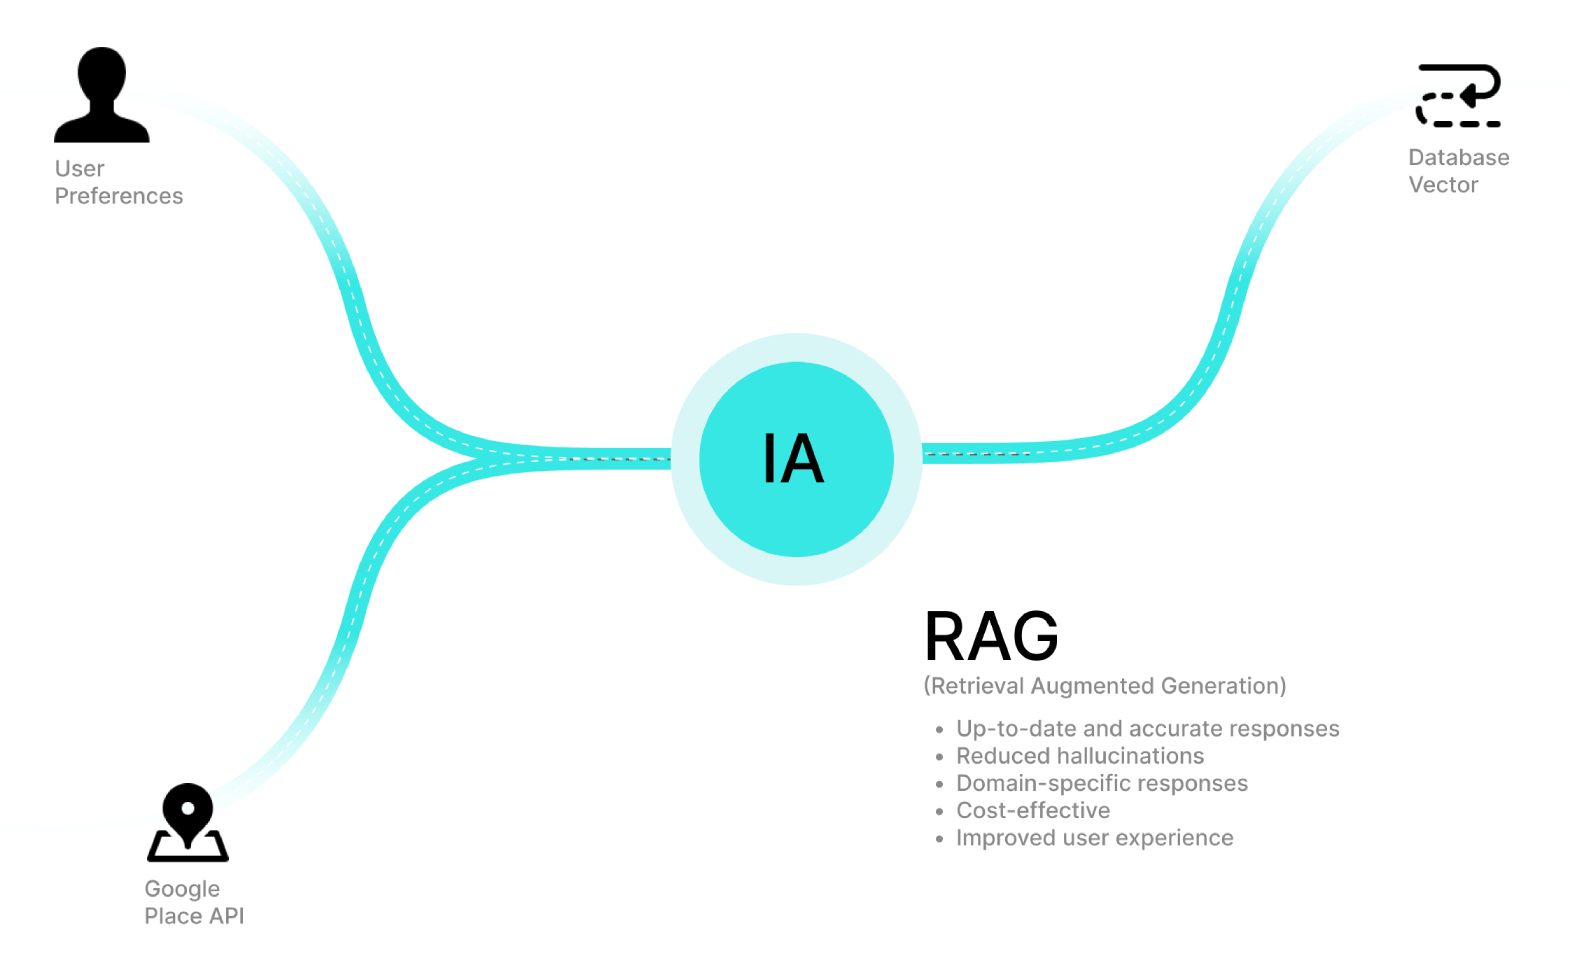 User
Preferences
Database
Vector
IA
RAG
(Retrieval Augmented Generation)
• Up-to-date and accurate responses
• Reduced hallucinations
• Domain-specific responses
• Cost-effective
• Improved user experience
Google
Place API